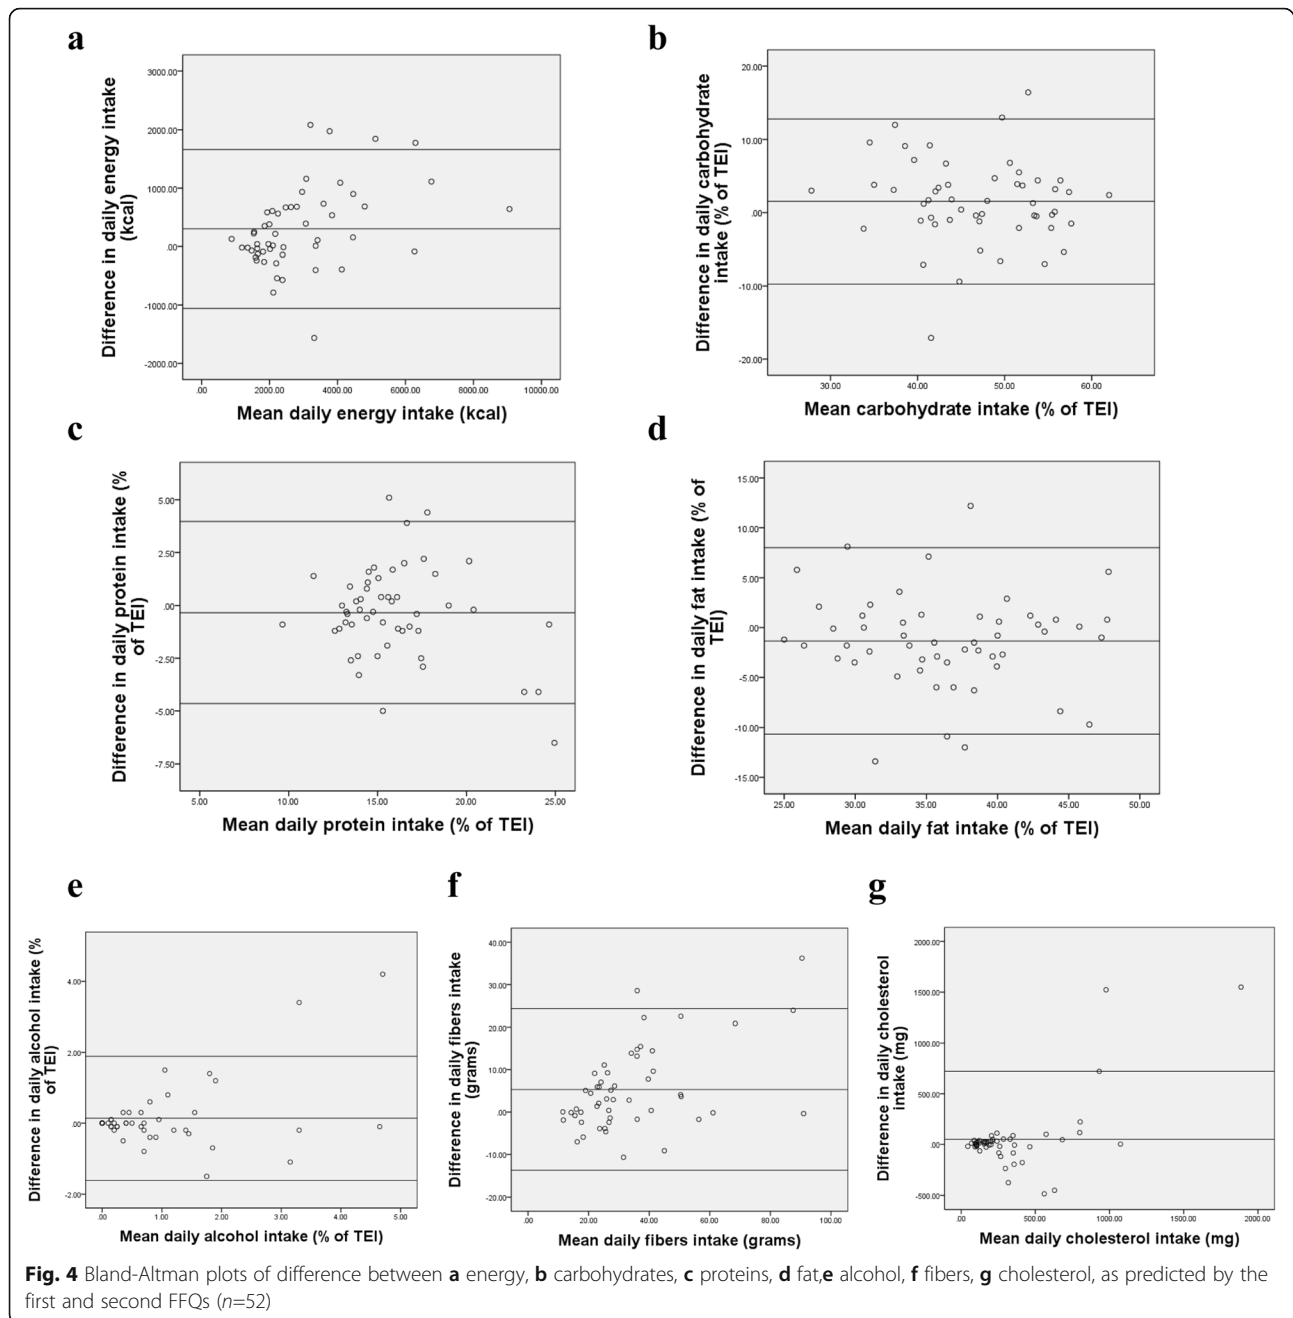 a
3000.00
2000.00
1000.00
.00
-1000.00
-2000.00
Difference in daily energy intake
(kcal)
.00 2000.00 4000.00 6000.00 8000.00 10000.00
Mean daily energy intake (kcal)
b
20.00
10.00
.00
-10.00
-20.00
Difference in daily carbohydrate
intake (% of TEI)
30.00 40.00 50.00 60.00
Mean carbohydrate intake (% of TEI)
c
5.00
2.50
.00
-2.50
-5.00
-7.50
Difference in daily protein intake (%
of TEI)
5.00 10.00 15.00 20.00 25.00
Mean daily protein intake (% of TEI)
d
15.00
10.00
5.00
.00
-5.00
-10.00
-15.00
Difference in daily fat intake (% of
TEI)
25.00 30.00 35.00 40.00 45.00 50.00
Mean daily fat intake (% of TEI)
e
4.00
2.00
.00
-2.00
Difference in daily alcohol intake (%
of TEI)
.00 1.00 2.00 3.00 4.00 5.00
Mean daily alcohol intake (% of TEI)
f
40.00
30.00
20.00
10.00
.00
-10.00
-20.00
Difference in daily fibers intake
(grams)
.00 20.00 40.00 60.00 80.00 100.00
Mean daily fibers intake (grams)
g
2000.00
1500.00
1000.00
500.00
.00
-500.00
Difference in daily cholesterol
intake (mg)
.00 500.00 1000.00 1500.00 2000.00
Mean daily cholesterol intake (mg)
Fig. 4 Bland-Altman plots of difference between a energy, b carbohydrates, c proteins, d fat,e alcohol, f fibers, g cholesterol, as predicted by the
first and second FFQs (n=52)